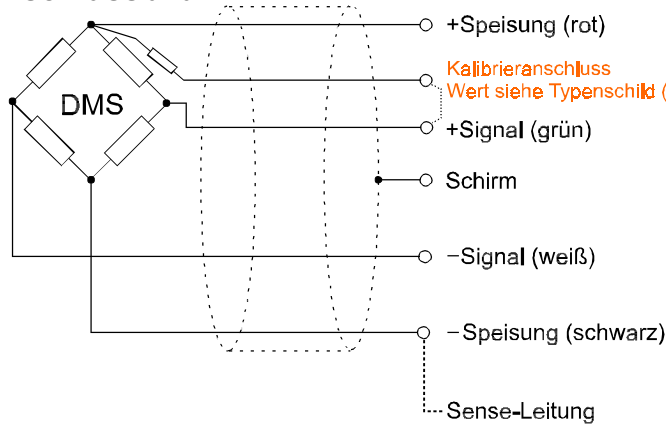 +Speisung (rot)
Kalibrieranschluss
Wert siehe Typenschild (
DMS
+Signal (grün)
Schirm
−Signal (weiß)
−Speisung (schwarz)
Sense-Leitung